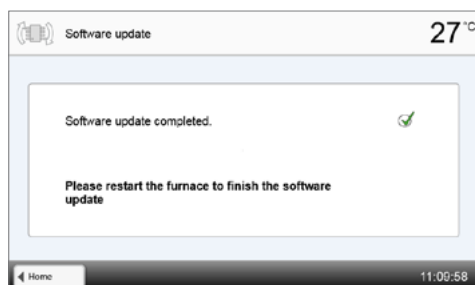 Software update
27 °C
Software update completed.
Please restart the furnace to finish the software
update
Home
11:09:58